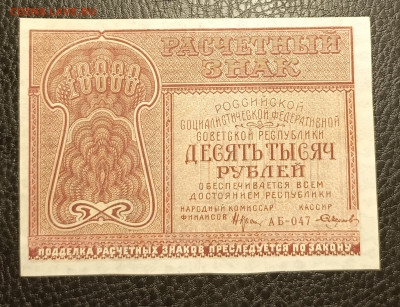 10000
РАСЧЕТНЫЙ
ЗНАК
РОССИЙСКОЙ
СОЦИАЛИСТИЧЕСКОЙ ФЕДЕРАТИВНОЙ
СОВЕТСКОЙ РЕСПУБЛИКИ
ДЕСЯТЬ ТЫСЯЧ
РУБЛЕЙ
ОБЕСПЕЧИВАЕТСЯ ВСЕМ
ДОСТОЯНИЕМ РЕСПУБЛИКИ.
НАРОДНЫЙ КОМИССАР КАССИР
ФИНАНСОВ АБ-047
ПОДДЕЛКА РАСЧЕТНЫХ ЗНАКОВ ПРЕСЛЕДУЕТСЯ ПО ЗАКОНУ.